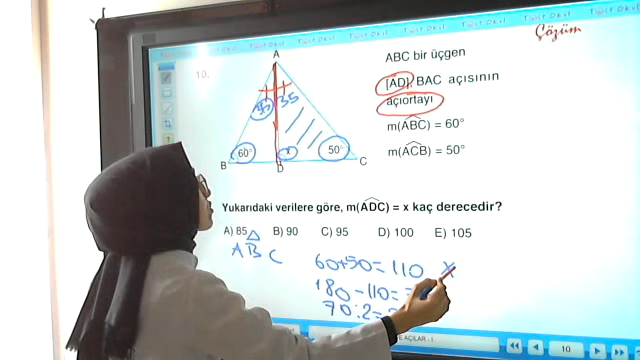 Çözüm
10.
A
35 35
60° x 50°
B D C
ABC bir üçgen
[AD], BAC açısının
açıortayı
m(ABC) = 60°
m(ACB) = 50°
Yukarıdaki verilere göre, m(ADC) = x kaç derecedir?
A) 85 B) 90 C) 95 D) 100 E) 105
ABC
60+50=110 x
180-110=
70:2=
AÇILAR - I
10